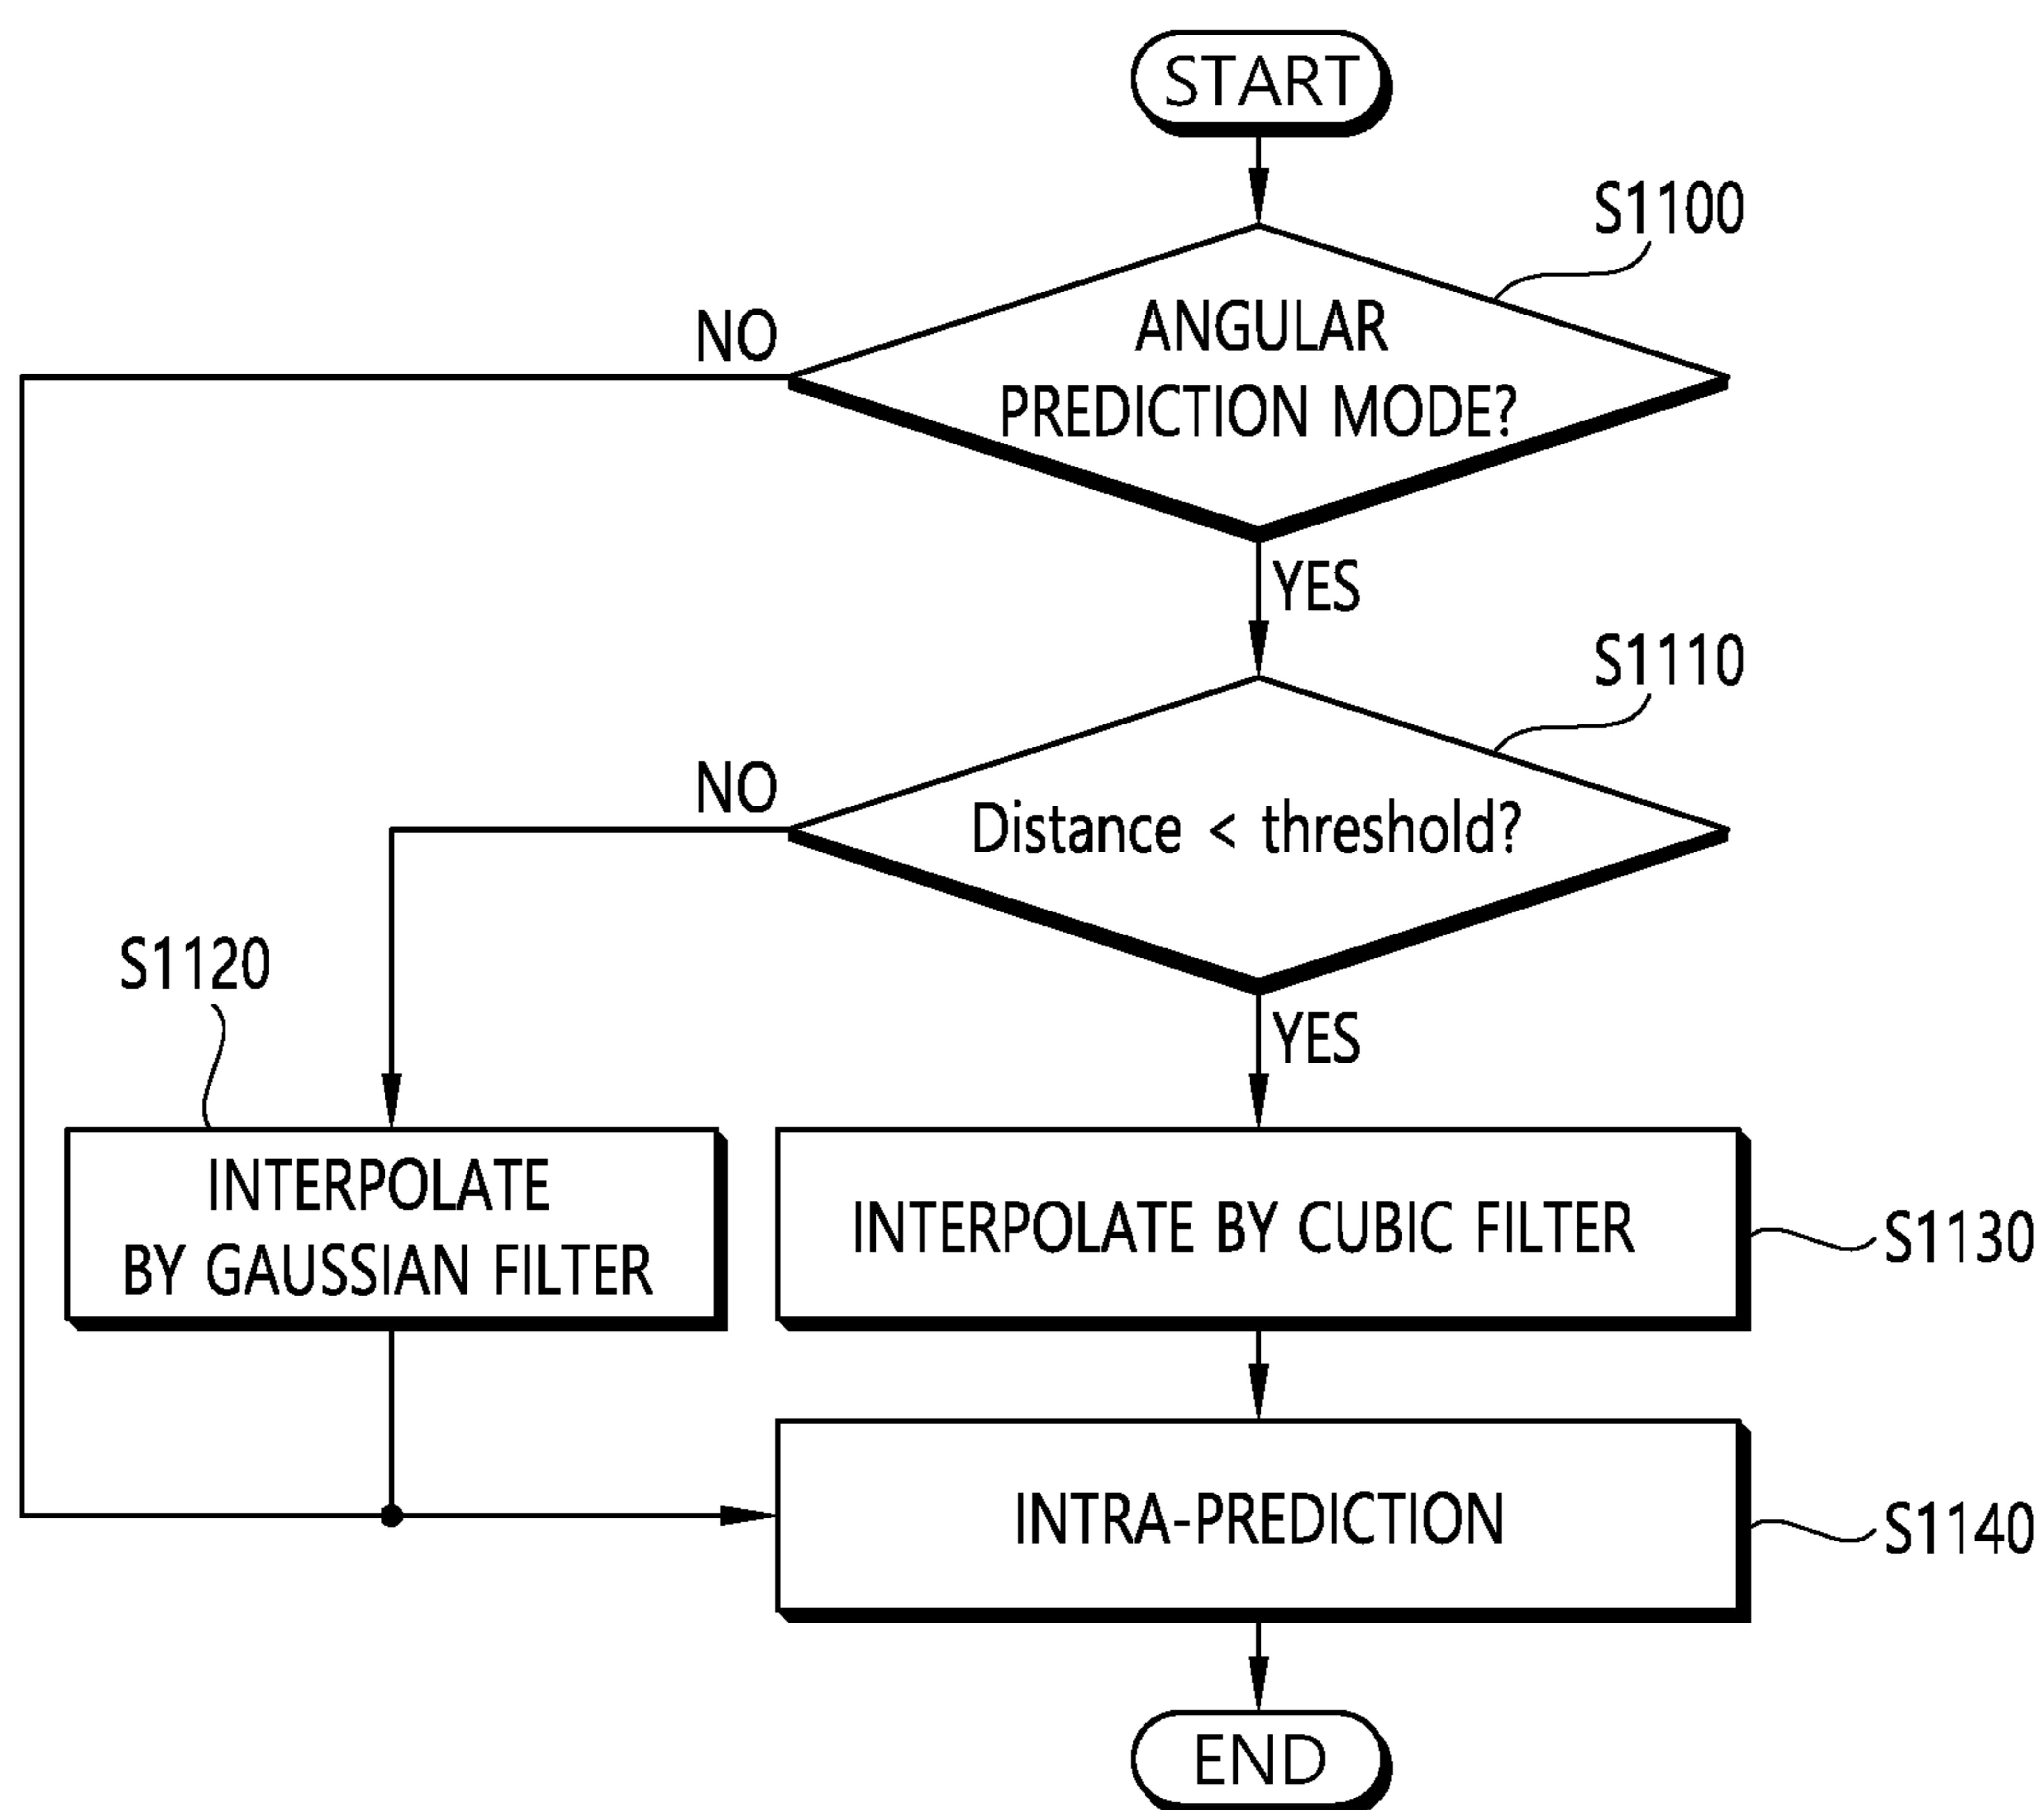 START
S1100
ANGULAR
PREDICTION MODE?
NO
YES
S1110
Distance < threshold?
NO
YES
S1120
INTERPOLATE
BY GAUSSIAN FILTER
INTERPOLATE BY CUBIC FILTER
S1130
INTRA-PREDICTION
S1140
END